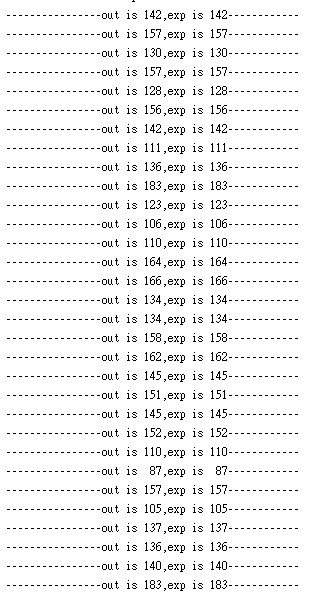 ----------------out is 142,exp is 142------------
----------------out is 157,exp is 157------------
----------------out is 130,exp is 130------------
----------------out is 157,exp is 157------------
----------------out is 128,exp is 128------------
----------------out is 156,exp is 156------------
----------------out is 142,exp is 142------------
----------------out is 111,exp is 111------------
----------------out is 136,exp is 136------------
----------------out is 183,exp is 183------------
----------------out is 123,exp is 123------------
----------------out is 106,exp is 106------------
----------------out is 110,exp is 110------------
----------------out is 164,exp is 164------------
----------------out is 166,exp is 166------------
----------------out is 134,exp is 134------------
----------------out is 134,exp is 134------------
----------------out is 158,exp is 158------------
----------------out is 162,exp is 162------------
----------------out is 145,exp is 145------------
----------------out is 151,exp is 151------------
----------------out is 145,exp is 145------------
----------------out is 152,exp is 152------------
----------------out is 110,exp is 110------------
----------------out is  87,exp is  87------------
----------------out is 157,exp is 157------------
----------------out is 105,exp is 105------------
----------------out is 137,exp is 137------------
----------------out is 136,exp is 136------------
----------------out is 140,exp is 140------------
----------------out is 183,exp is 183------------